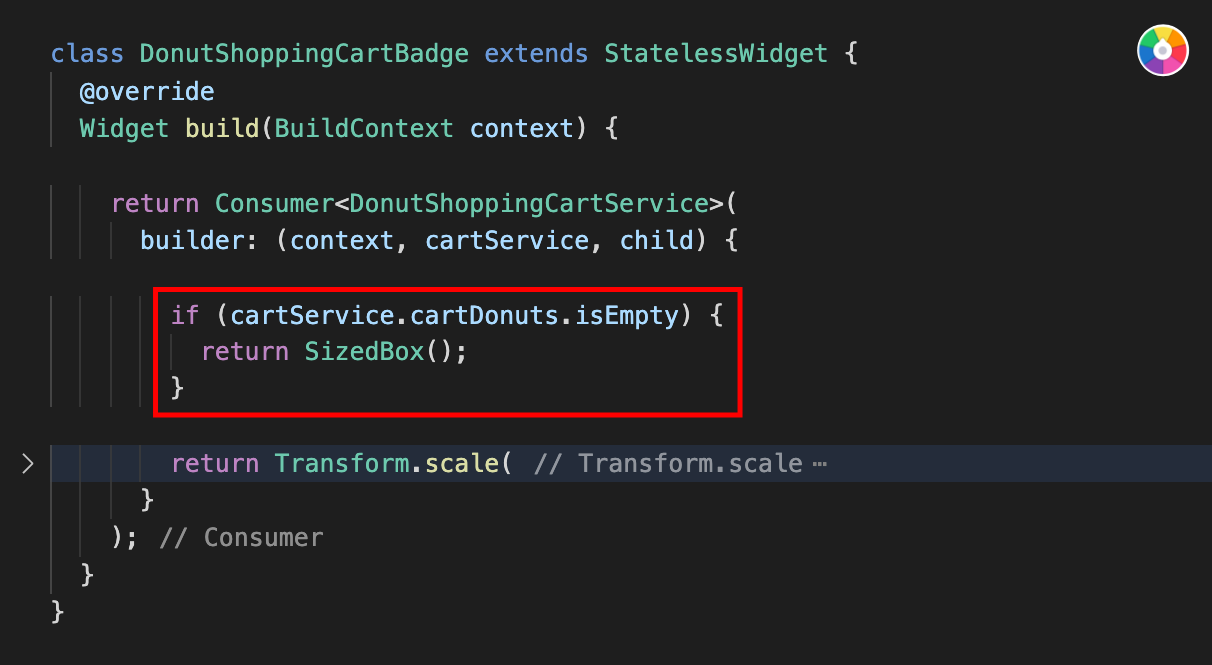 class DonutShoppingCartBadge extends StatelessWidget {
@override
Widget build(BuildContext context) {
return Consumer<DonutShoppingCartService>(
builder: (context, cartService, child) {
if (cartService.cartDonuts.isEmpty) {
return SizedBox();
}
return Transform.scale( // Transform.scale ⋯
}
); // Consumer
}
}